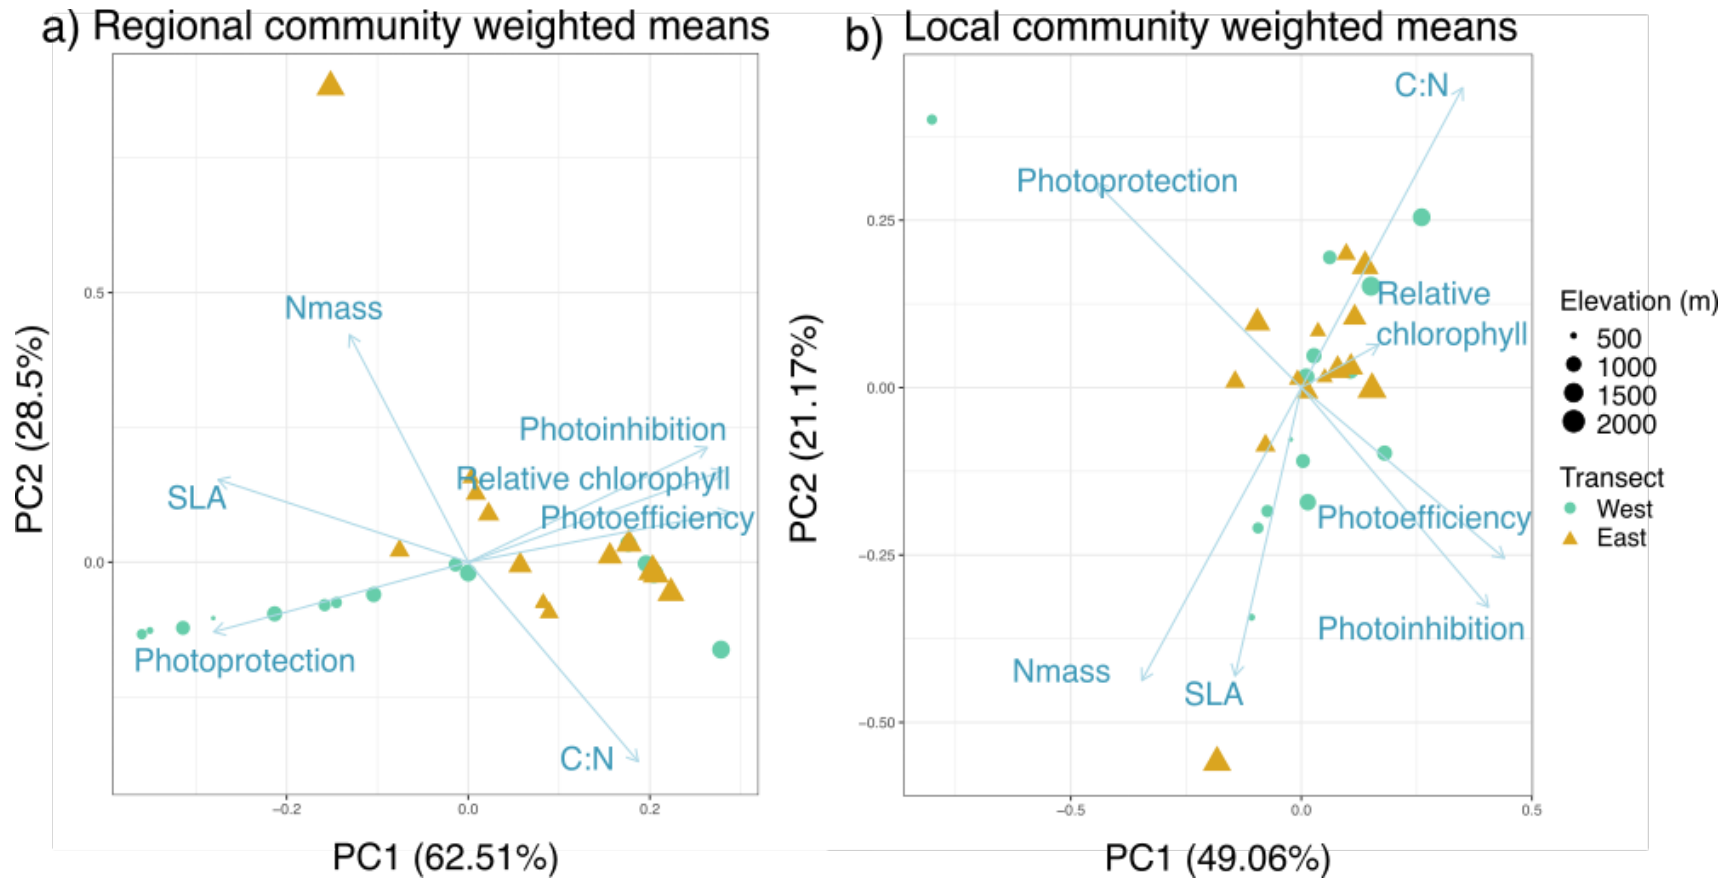 a) Regional community weighted means
PC2 (28.5%)
0.5
0.0
Nmass
Photoinhibition
Relative chlorophyll
SLA
Photoefficiency
Photoprotection
C:N
−0.2
0.0
0.2
PC1 (62.51%)
b) Local community weighted means
PC2 (21.17%)
0.25
0.00
−0.25
−0.50
C:N
Photoprotection
Relative
chlorophyll
Photoefficiency
Photoinhibition
Nmass
SLA
−0.5
0.0
0.5
PC1 (49.06%)
Elevation (m)
500
1000
1500
2000
Transect
West
East